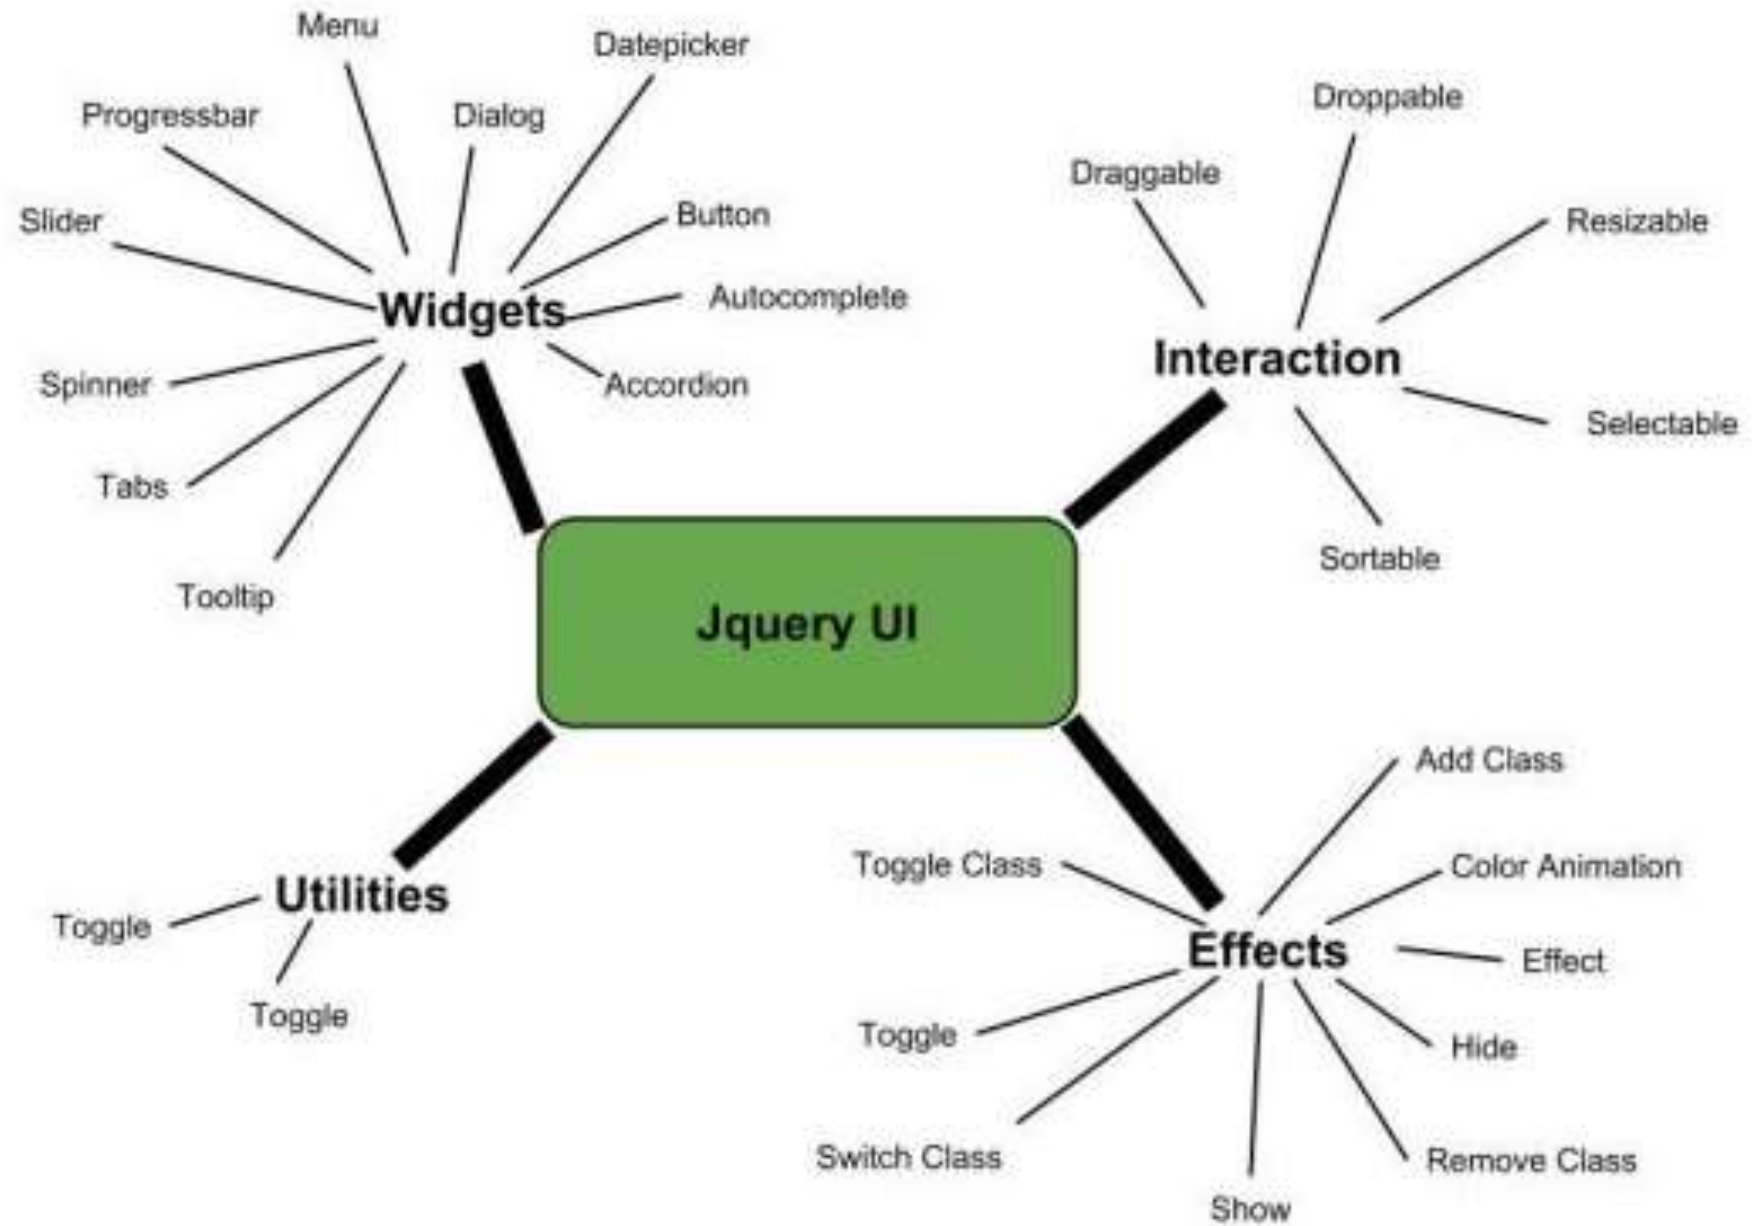 Menu
Datepicker
Progressbar
Dialog
Slider
Button
Widgets
Autocomplete
Spinner
Accordion
Tabs
Tooltip
Droppable
Draggable
Resizable
Interaction
Selectable
Sortable
Jquery UI
Utilities
Toggle
Toggle
Add Class
Toggle Class
Color Animation
Effects
Effect
Toggle
Hide
Switch Class
Remove Class
Show